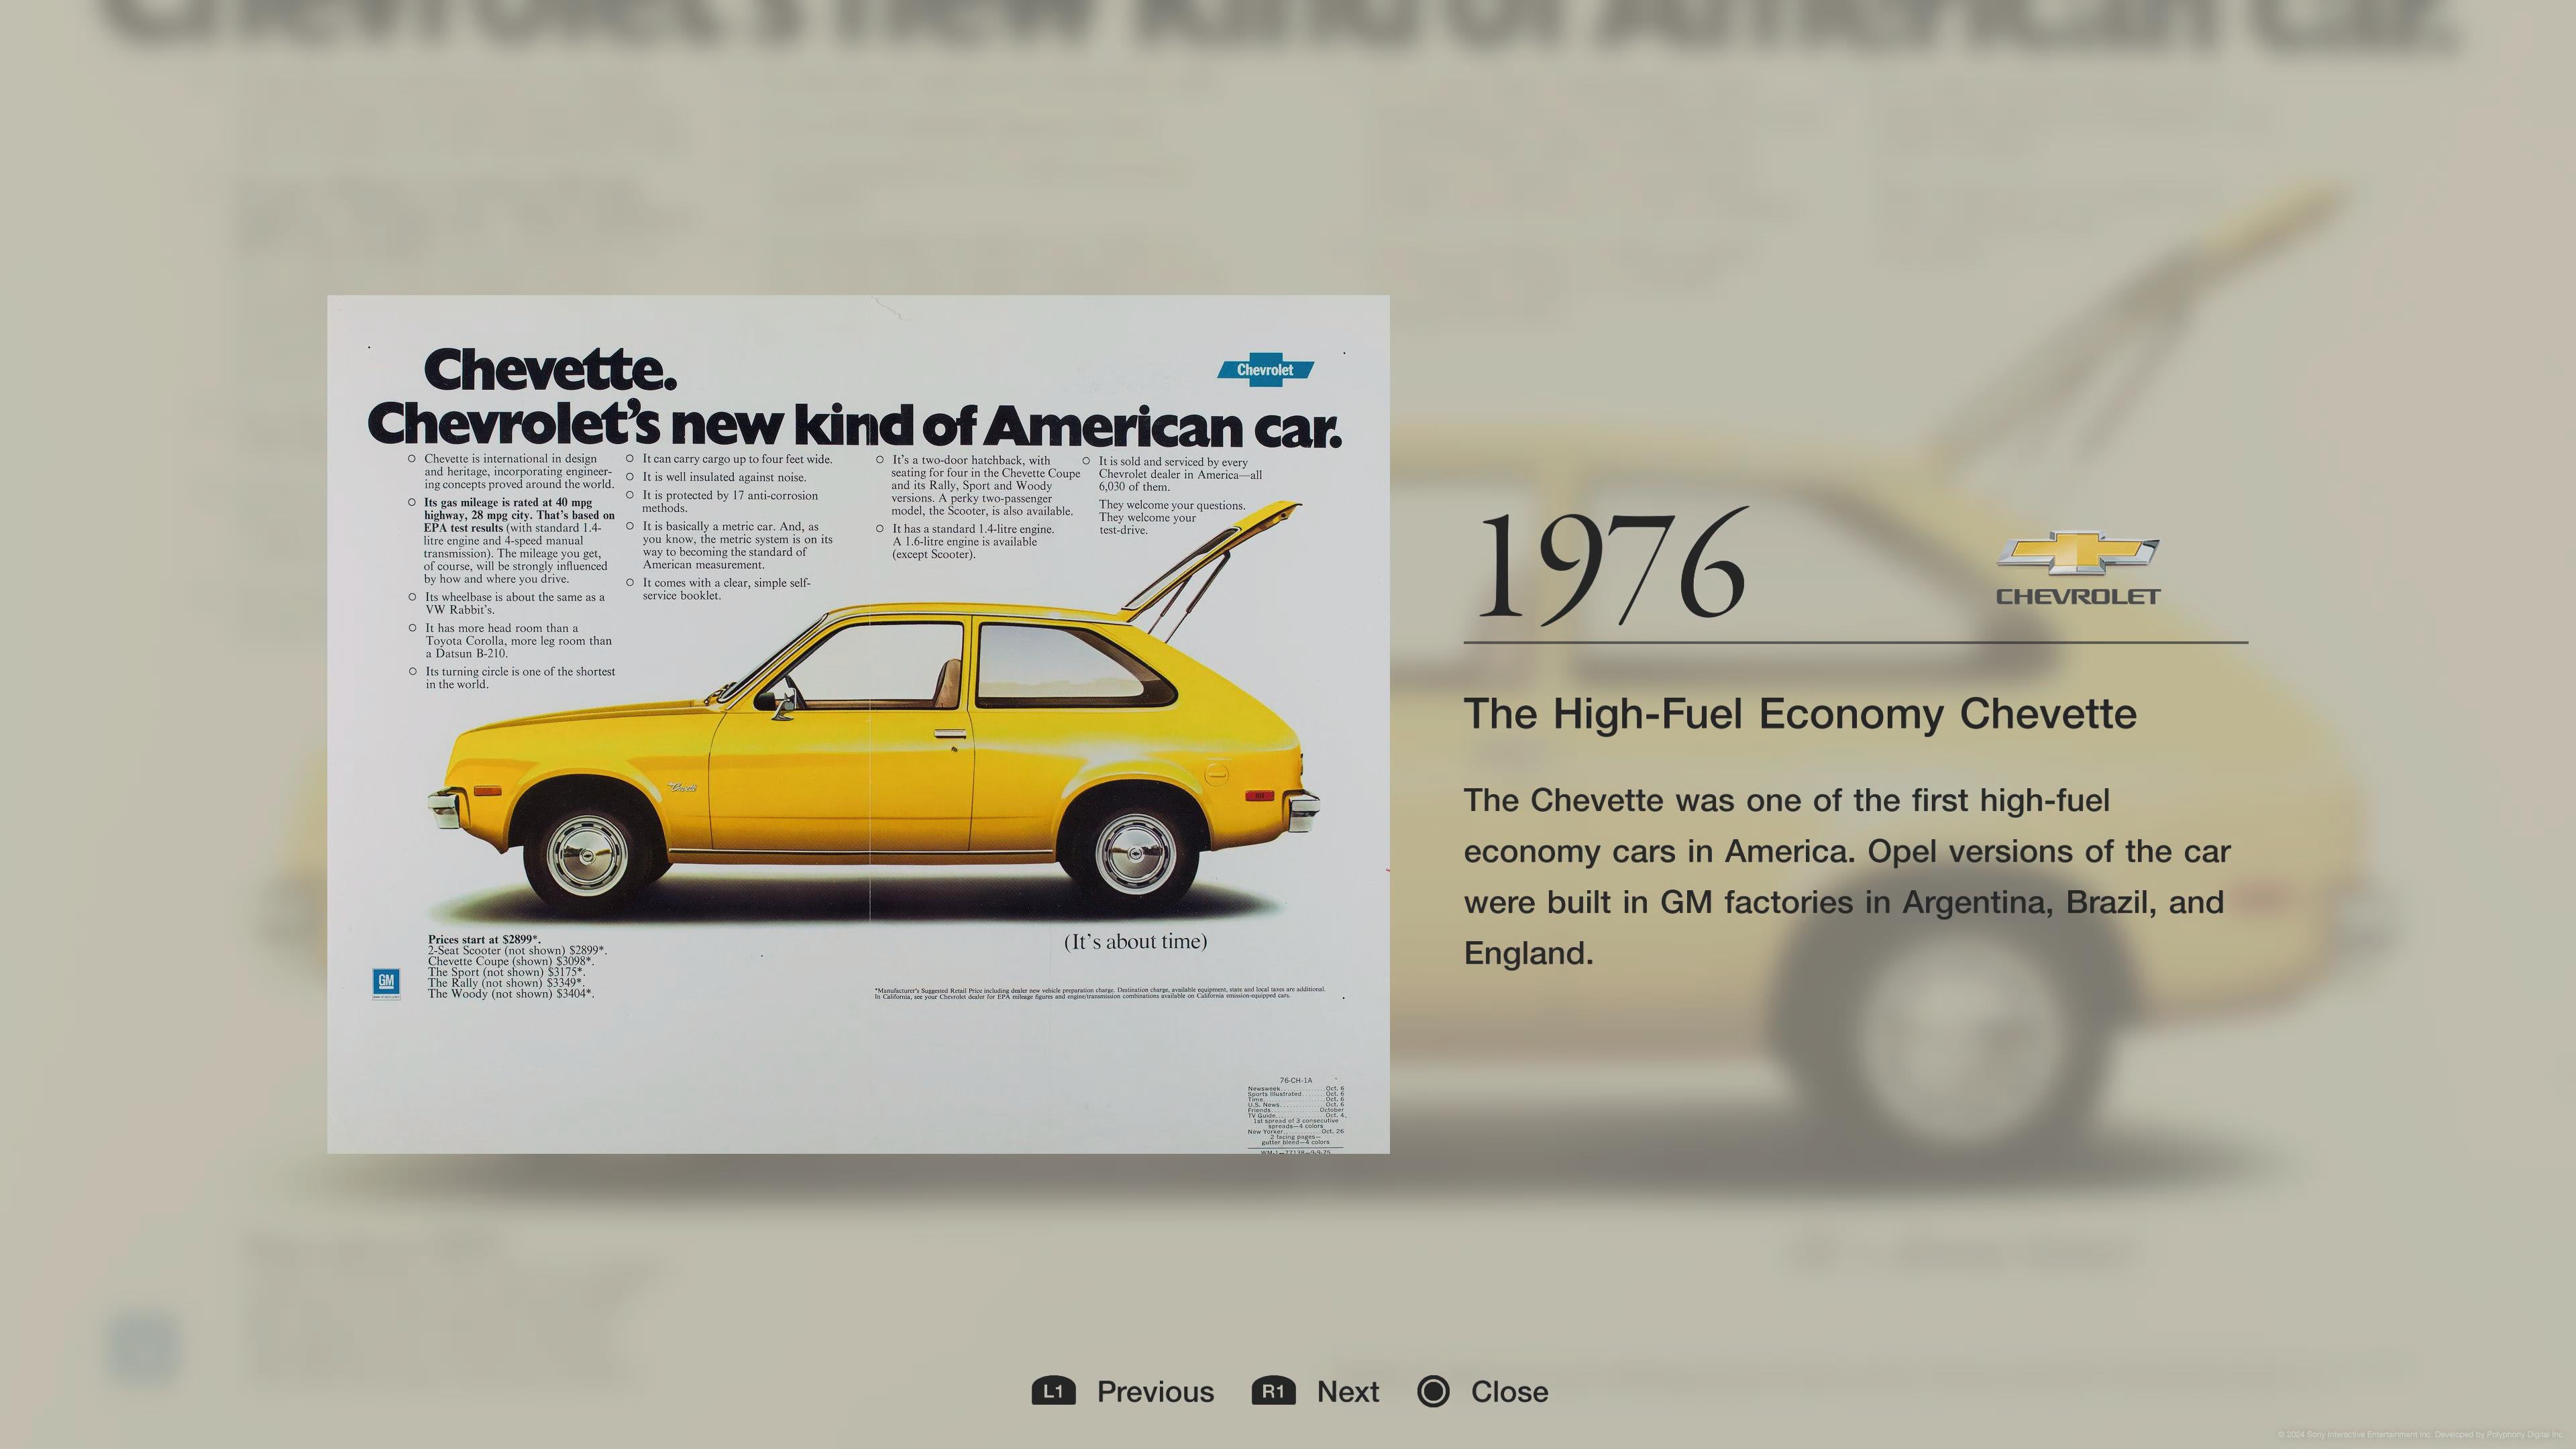 Chevette.
Chevrolet
Chevrolet's new kind of American car.
○ Chevette is international in design
and heritage, incorporating engineer-
ing concepts proved around the world.
○ Its gas mileage is rated at 40 mpg
highway, 28 mpg city. That's based on
EPA test results (with standard 1.4-
litre engine and 4-speed manual
transmission). The mileage you get,
of course, will be strongly influenced
by how and where you drive.
○ Its wheelbase is about the same as a
VW Rabbit's.
○ It has more head room than a
Toyota Corolla, more leg room than
a Datsun B-210.
○ Its turning circle is one of the shortest
in the world.
○ It can carry cargo up to four feet wide.
○ It is well insulated against noise.
○ It is protected by 17 anti-corrosion
methods.
○ It is basically a metric car. And, as
you know, the metric system is on its
way to becoming the standard of
American measurement.
○ It comes with a clear, simple self-
service booklet.
○ It's a two-door hatchback, with
seating for four in the Chevette Coupe
and its Rally, Sport and Woody
versions. A perky two-passenger
model, the Scooter, is also available.
○ It has a standard 1.4-litre engine.
A 1.6-litre engine is available
(except Scooter).
○ It is sold and serviced by every
Chevrolet dealer in America—all
6,030 of them.
They welcome your questions.
They welcome your
test-drive.
Chevette
Prices start at $2899*.
2-Seat Scooter (not shown) $2899*.
Chevette Coupe (shown) $3098*.
The Sport (not shown) $3175*.
The Rally (not shown) $3349*.
The Woody (not shown) $3404*.
GM
(It's about time)
*Manufacturer's Suggested Retail Price including dealer new vehicle preparation charge. Destination charge, available equipment, state and local taxes are additional.
In California, see your Chevrolet dealer for EPA mileage figures and engine/transmission combinations available on California emission-equipped cars.
76-CH-1A
Newsweek..........Oct. 6
Sports Illustrated.......Oct. 6
Time..........Oct. 6
U.S. News..........Oct. 6
Friends..........October
TV Guide..........Oct. 4,
1st spread of 3 consecutive
spreads—4 colors
New Yorker..........Oct. 26
2 facing pages—
gutter bleed—4 colors
WM-1—77138—9-9-75
1976
CHEVROLET
The High-Fuel Economy Chevette
The Chevette was one of the first high-fuel
economy cars in America. Opel versions of the car
were built in GM factories in Argentina, Brazil, and
England.
L1 Previous R1 Next Close
© 2024 Sony Interactive Entertainment Inc. Developed by Polyphony Digital Inc.